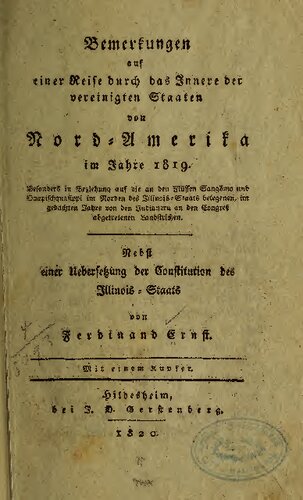 Bemerkungen
auf
einer Reise durch das Innere der
vereinigten Staaten
von
Nord-Amerika
im Jahre 1819.
Besonders in Beziehung auf die an den Flüssen Sangamo und
Onapischquasippi im Norden des Illinois-Staats belegenen, im
gedachten Jahre von den Indianern an den Congreß
abgetretenen Landstrichen.
Nebst
einer Uebersetzung der Constitution des
Illinois-Staats
von
Ferdinand Ernst.
Mit einem Kupfer.
Hildesheim,
bei J. D. Gerstenberg.
1820.